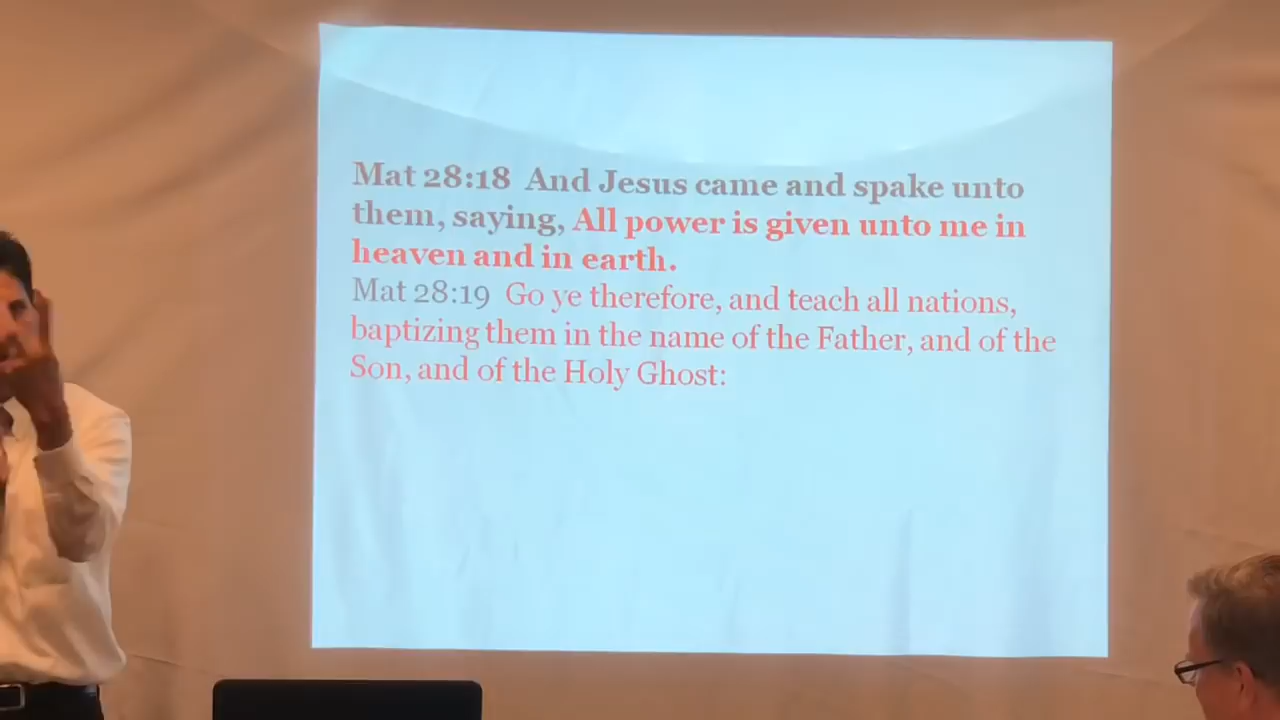 Mat 28:18 And Jesus came and spake unto
them, saying, All power is given unto me in
heaven and in earth.
Mat 28:19 Go ye therefore, and teach all nations,
baptizing them in the name of the Father, and of the
Son, and of the Holy Ghost: